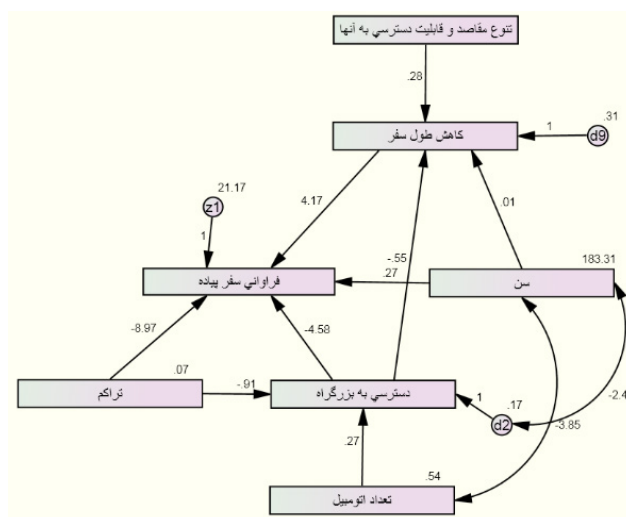 تنوع مقاصد و قابليت دسترسي به آنها
.28
.31
كاهش طول سفر
1
d9
21.17
z1
4.17
.01
1
-.55
183.31
.27
فراواني سفر پياده
سن
-8.97
-4.58
.07
-.91
1
.17
-2.4
تراكم
دسترسي به بزرگراه
d2
-3.85
.27
.54
تعداد اتومبيل